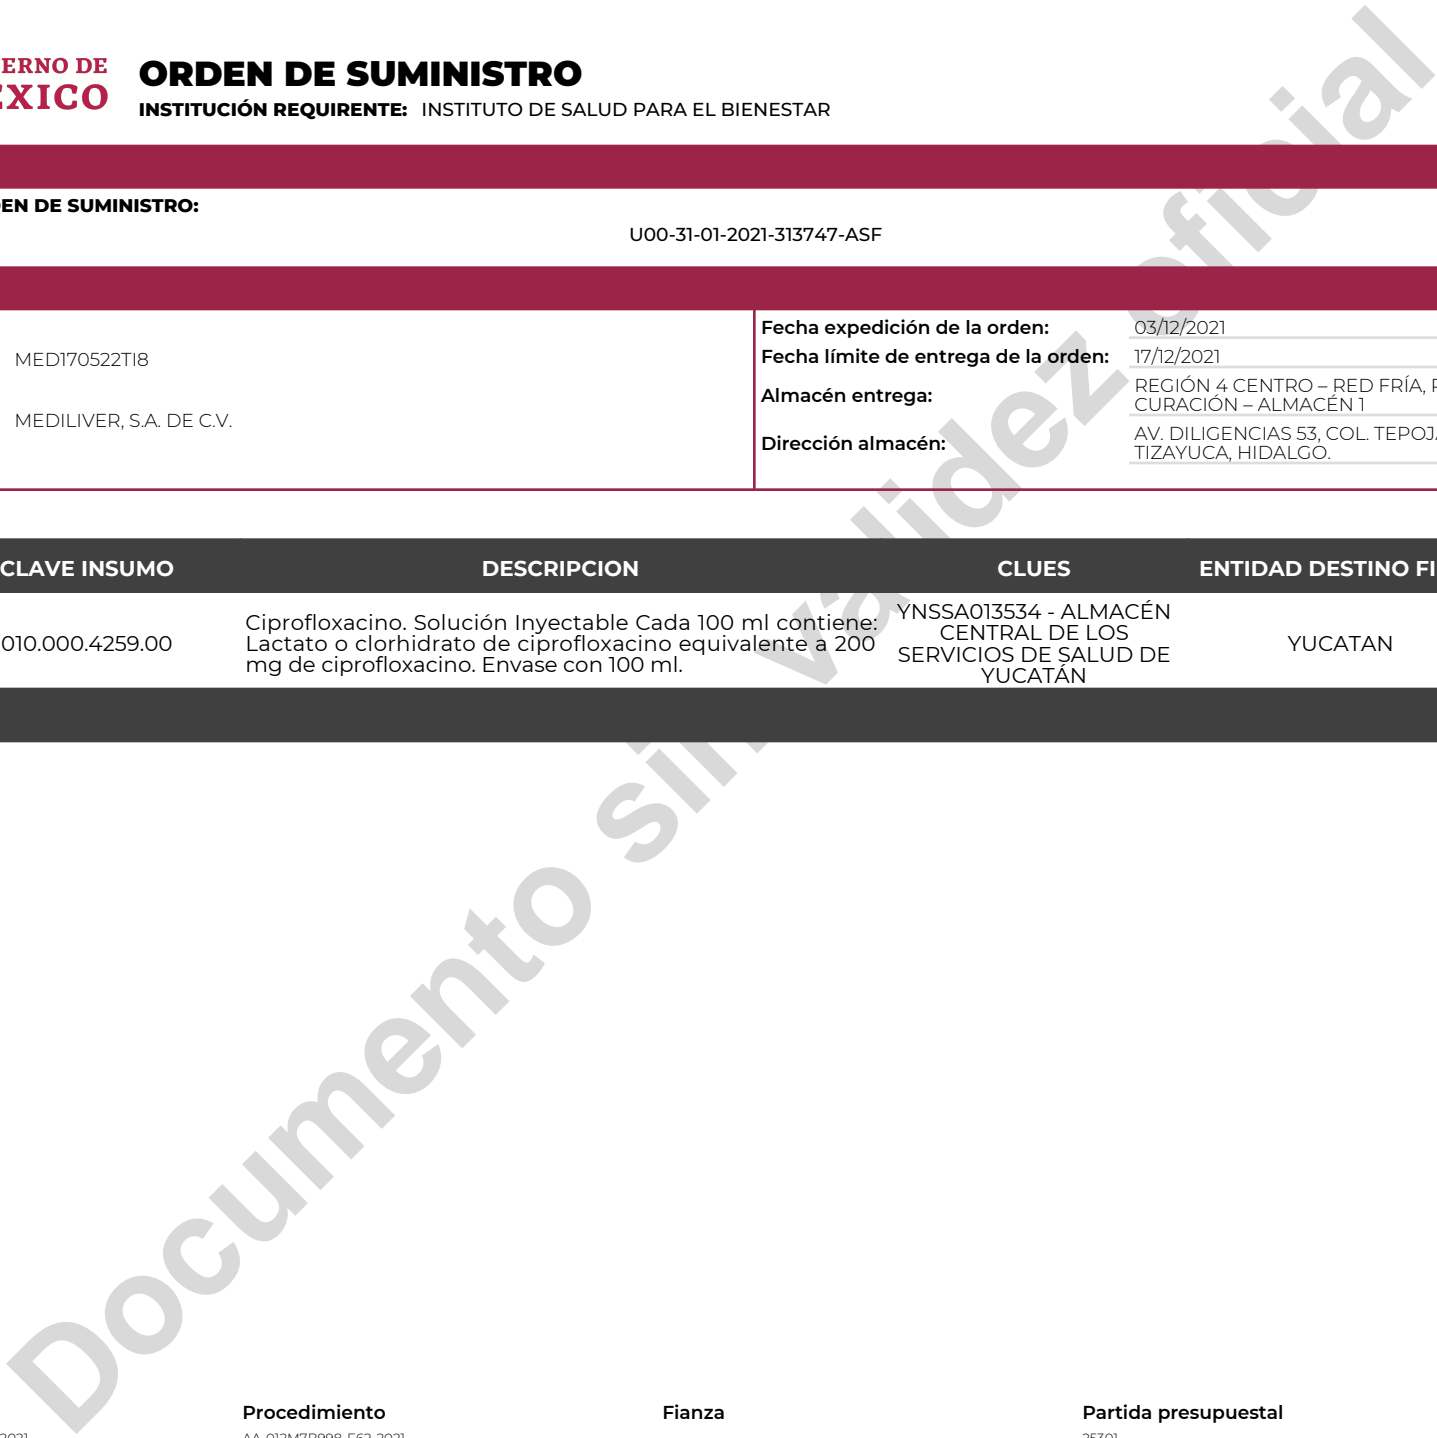 ERNO DE
EXICO
ORDEN DE SUMINISTRO
INSTITUCIÓN REQUIRENTE: INSTITUTO DE SALUD PARA EL BIENESTAR
EN DE SUMINISTRO:
U00-31-01-2021-313747-ASF
MED170522TI8
MEDILIVER, S.A. DE C.V.
Fecha expedición de la orden: 03/12/2021
Fecha límite de entrega de la orden: 17/12/2021
Almacén entrega: REGIÓN 4 CENTRO – RED FRÍA,
CURACIÓN – ALMACÉN 1
Dirección almacén: AV. DILIGENCIAS 53, COL. TEPOJ
TIZAYUCA, HIDALGO.
CLAVE INSUMO DESCRIPCION CLUES ENTIDAD DESTINO FI
010.000.4259.00
Ciprofloxacino. Solución Inyectable Cada 100 ml contiene:
Lactato o clorhidrato de ciprofloxacino equivalente a 200
mg de ciprofloxacino. Envase con 100 ml.
YNSSA013534 - ALMACÉN
CENTRAL DE LOS
SERVICIOS DE SALUD DE
YUCATÁN
YUCATAN
Documento sin validez oficial
Procedimiento Fianza Partida presupuestal